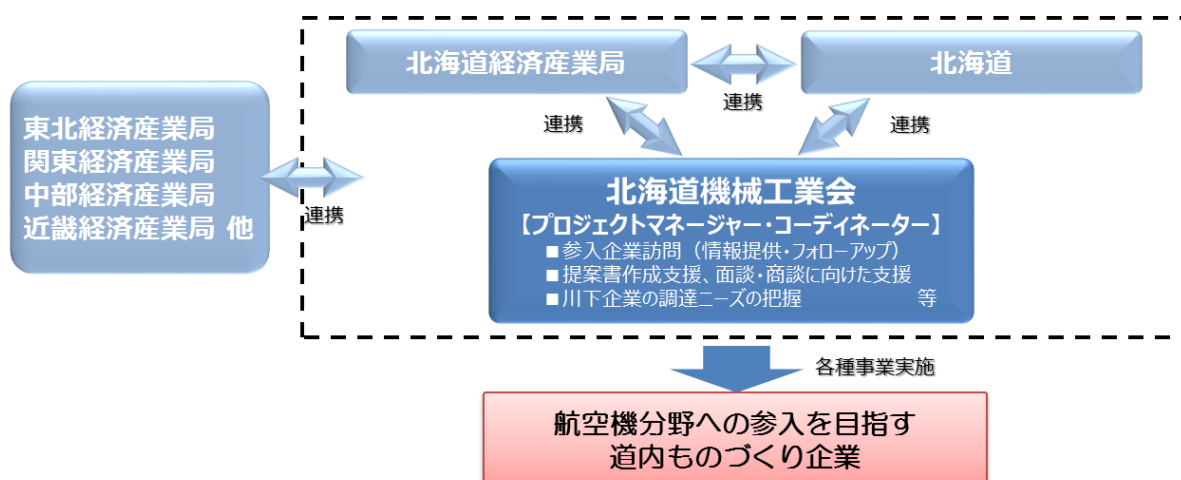 北海道経済産業局
北海道
連携
連携
連携
東北経済産業局
関東経済産業局
中部経済産業局
近畿経済産業局 他
連携
北海道機械工業会
【プロジェクトマネージャー・コーディネーター】
■参入企業訪問（情報提供・フォローアップ）
■提案書作成支援、面談・商談に向けた支援
■川下企業の調達ニーズの把握 等
各種事業実施
航空機分野への参入を目指す
道内ものづくり企業